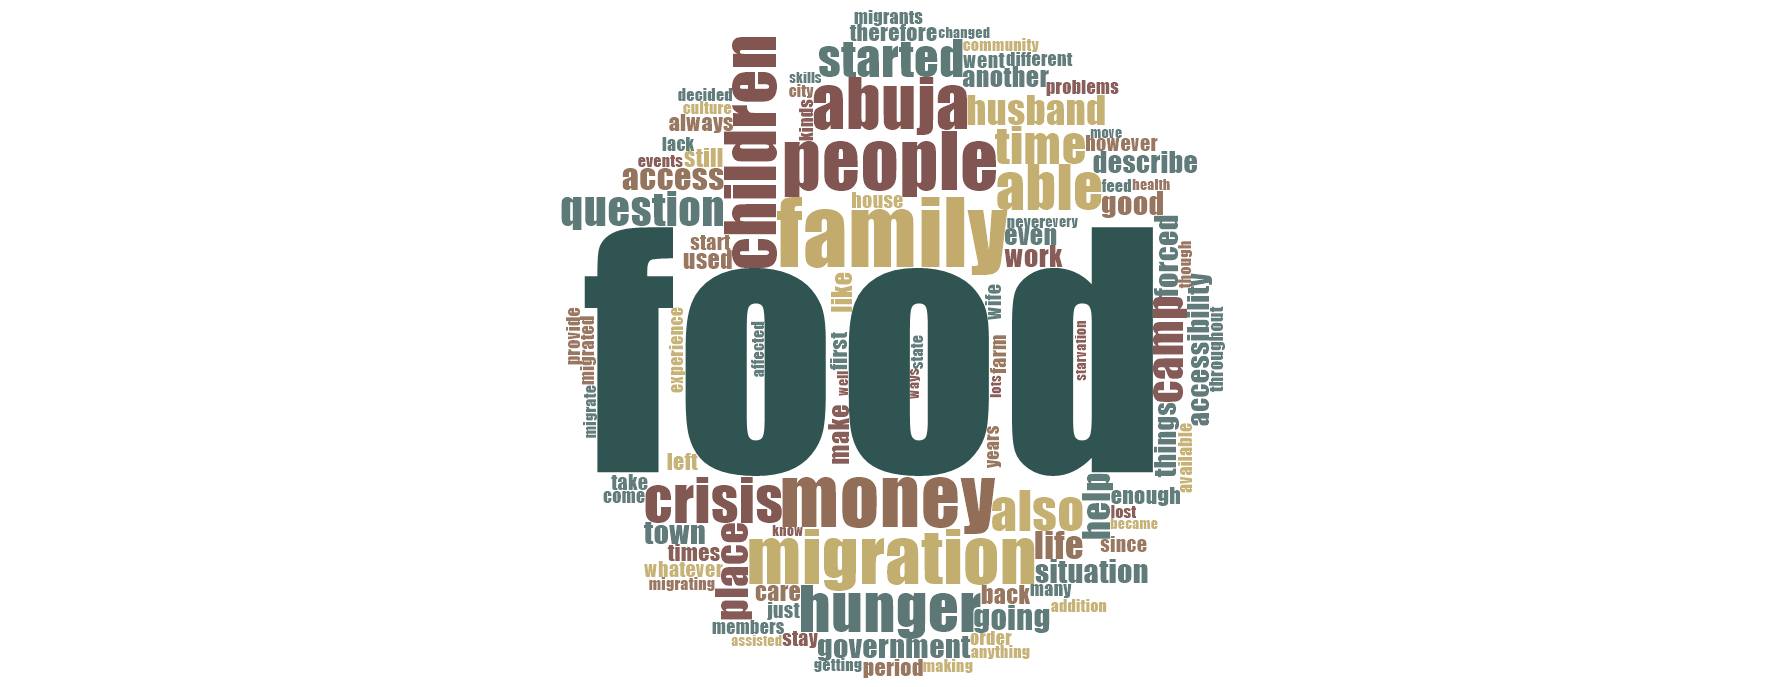 migrants
therefore
changed
started
community
went
different
another
skills
city
problems
children
decided
culture
always
kinds
abuja
husband
time
move
however
lack
events
still
people
describe
access
able
feed
health
good
question
house
family
never
every
even
work
start
used
forced
though
food
like
wife
camp
accessibility
throughout
provide
migrated
experience
affected
first
state
farm
starvation
migrate
well
ways
lots
make
years
things
available
left
take
come
crisis
money
also
help
enough
lost
became
town
know
times
place
migration
life
since
whatever
migrating
situation
care
just
hunger
back
many
going
addition
members
assisted
stay
government
order
anything
getting
period
making